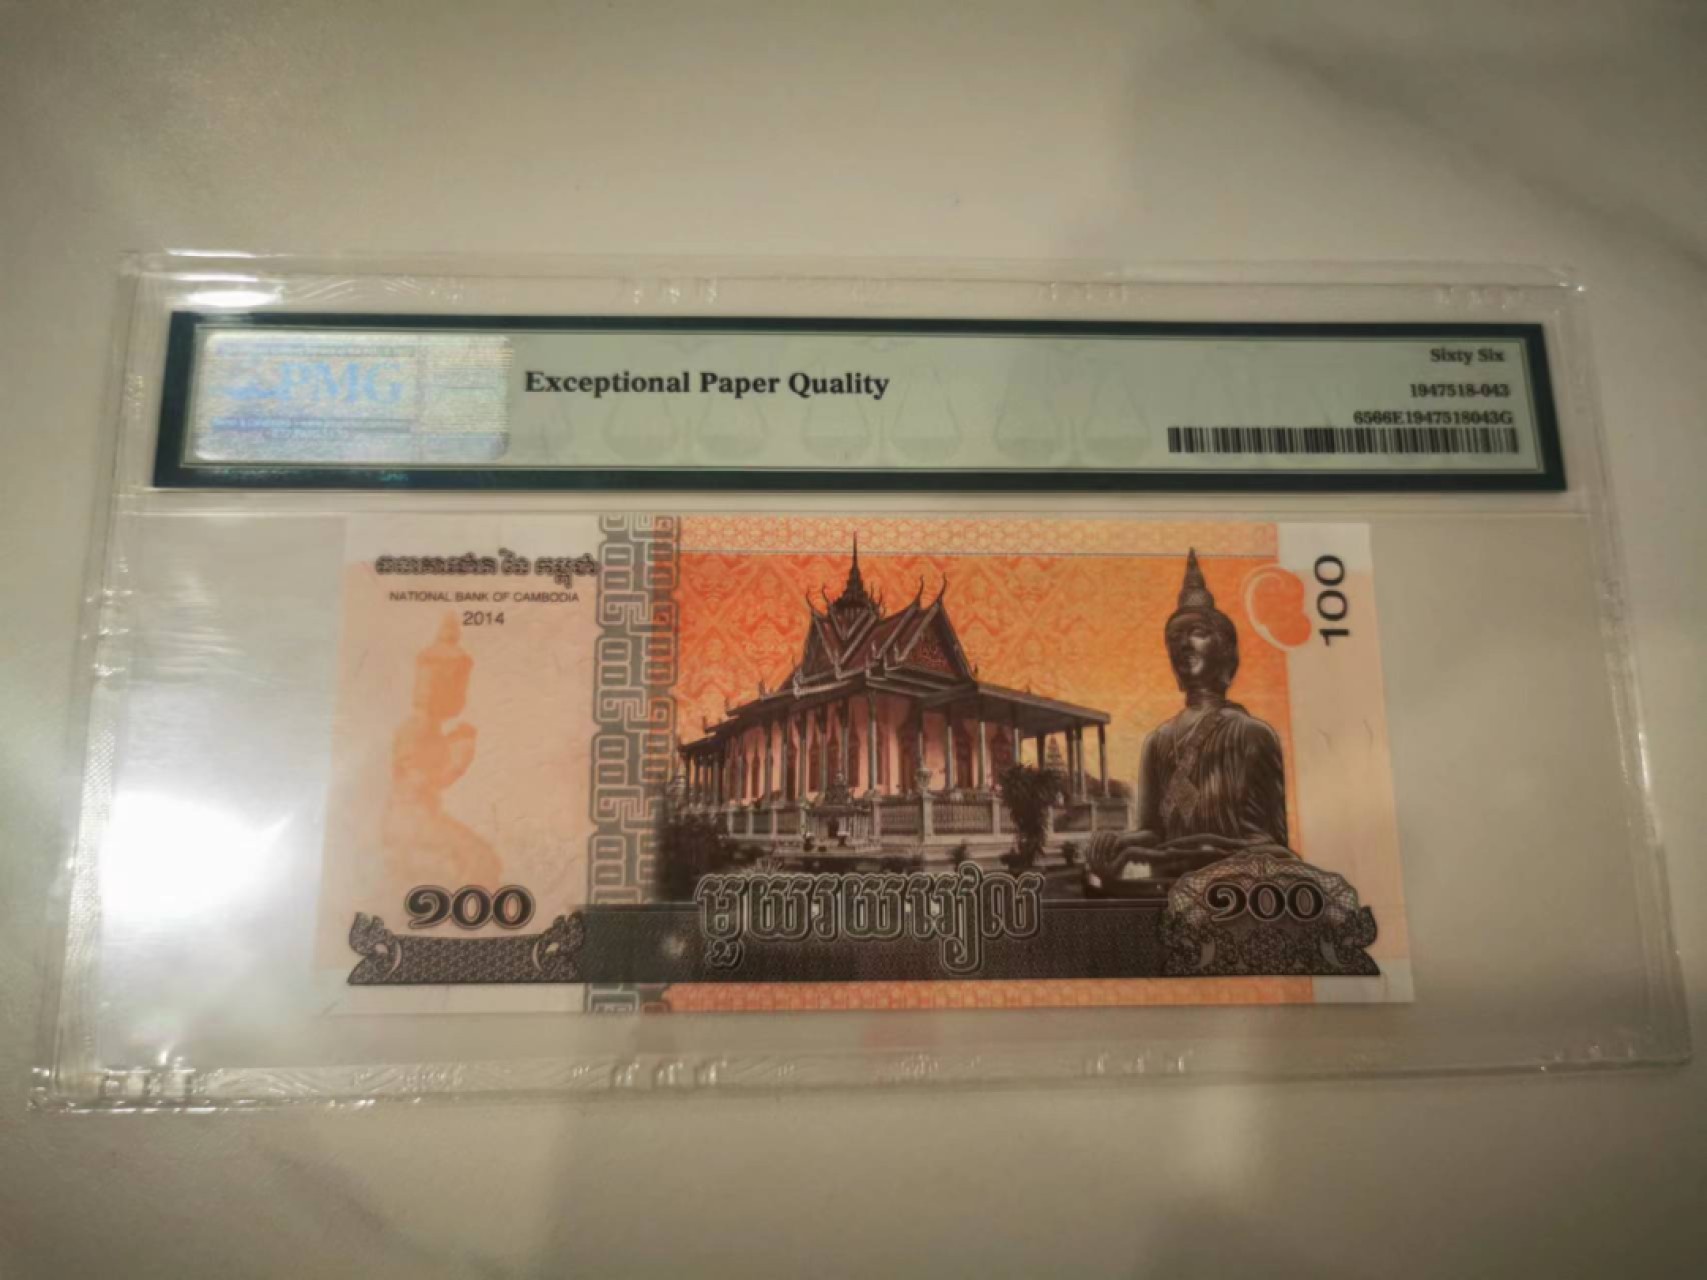 PMG
Exceptional Paper Quality
Sixty Six
1947518-043
6566E1947518043G
ធនាគារជាតិ នៃ កម្ពុជា
NATIONAL BANK OF CAMBODIA
2014
100
១០០
មួយរយរៀល
១០០